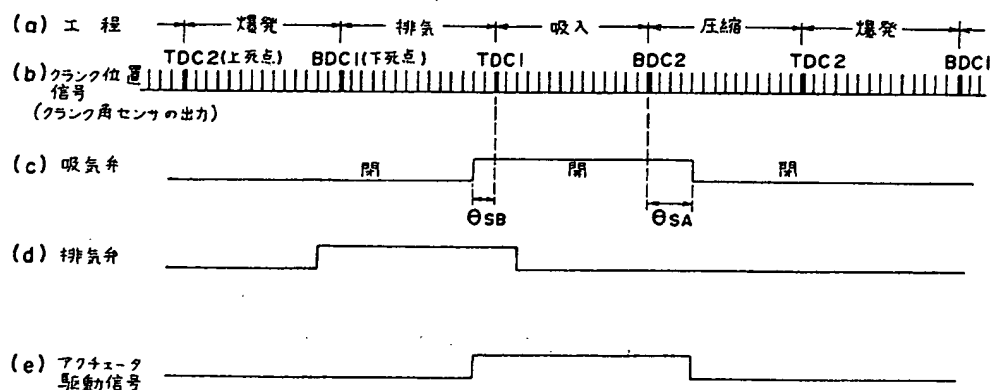 (a) 工程 爆発 排気 吸入 圧縮 爆発
TDC2(上死点) BDC1(下死点) TDC1 BDC2 TDC2 BDC1
(b) クランク位置
信号
(クランク角センサの出力)
(c) 吸気弁 閉 開 閉
θSB θSA
(d) 排気弁
(e) アクチェータ
駆動信号